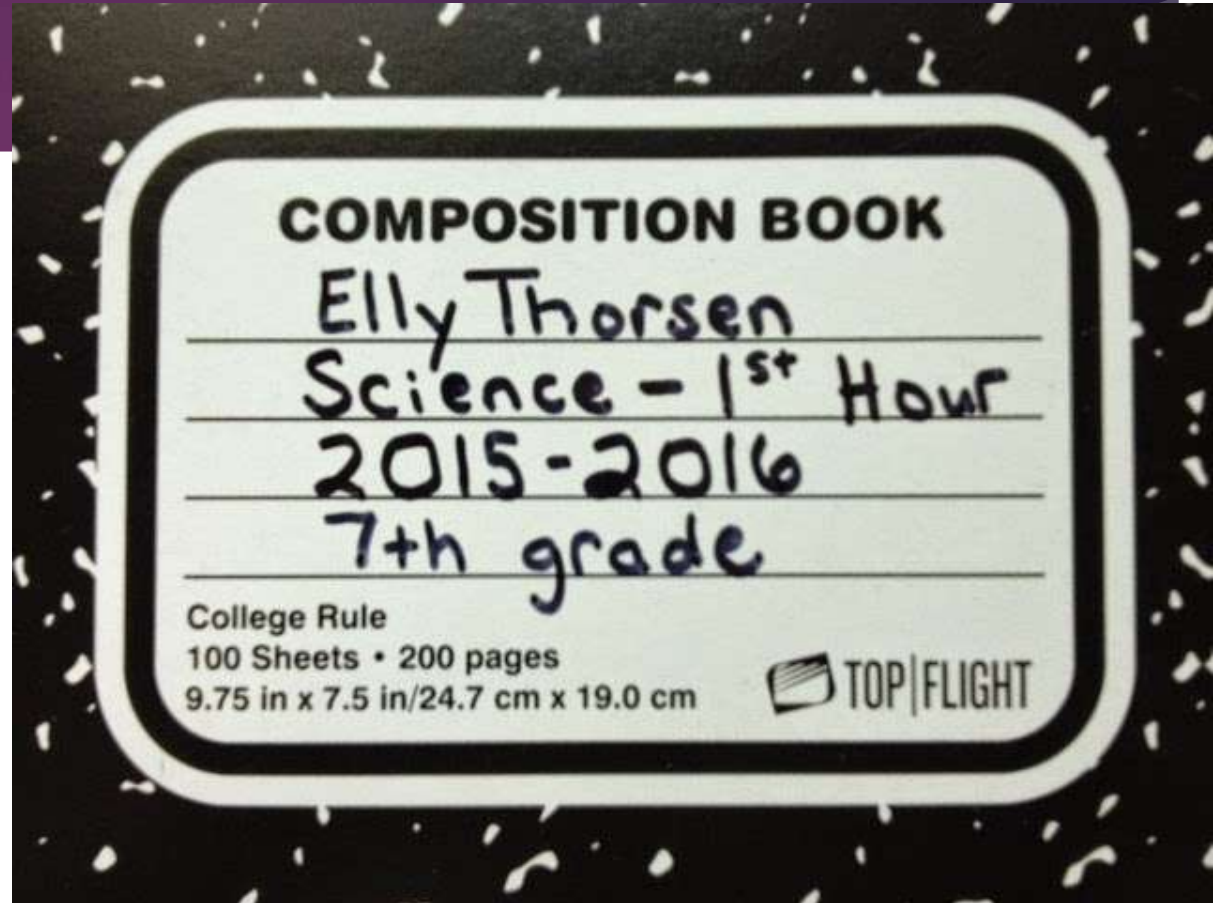 COMPOSITION BOOK
Elly Thorsen
Science - 1st Hour
2015-2016
7th grade
College Rule
100 Sheets • 200 pages
9.75 in x 7.5 in/24.7 cm x 19.0 cm
TOP|FLIGHT